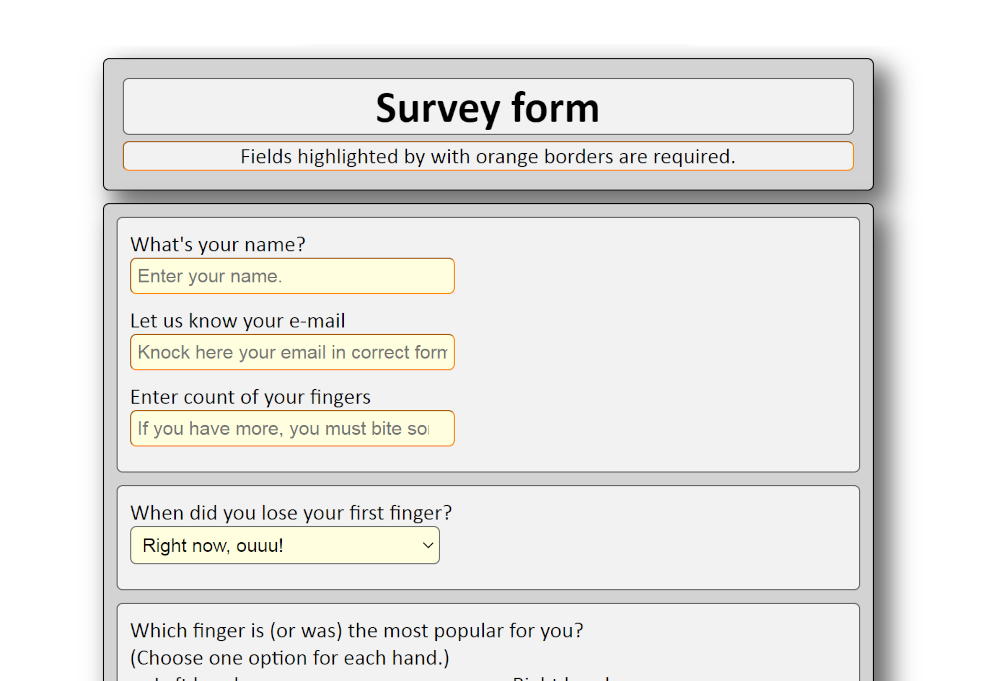 Survey form
Fields highlighted by with orange borders are required.
What's your name?
Enter your name.
Let us know your e-mail
Knock here your email in correct form
Enter count of your fingers
If you have more, you must bite
When did you lose your first finger?
Right now, ouuu!
Which finger is (or was) the most popular for you?
(Choose one option for each hand.)